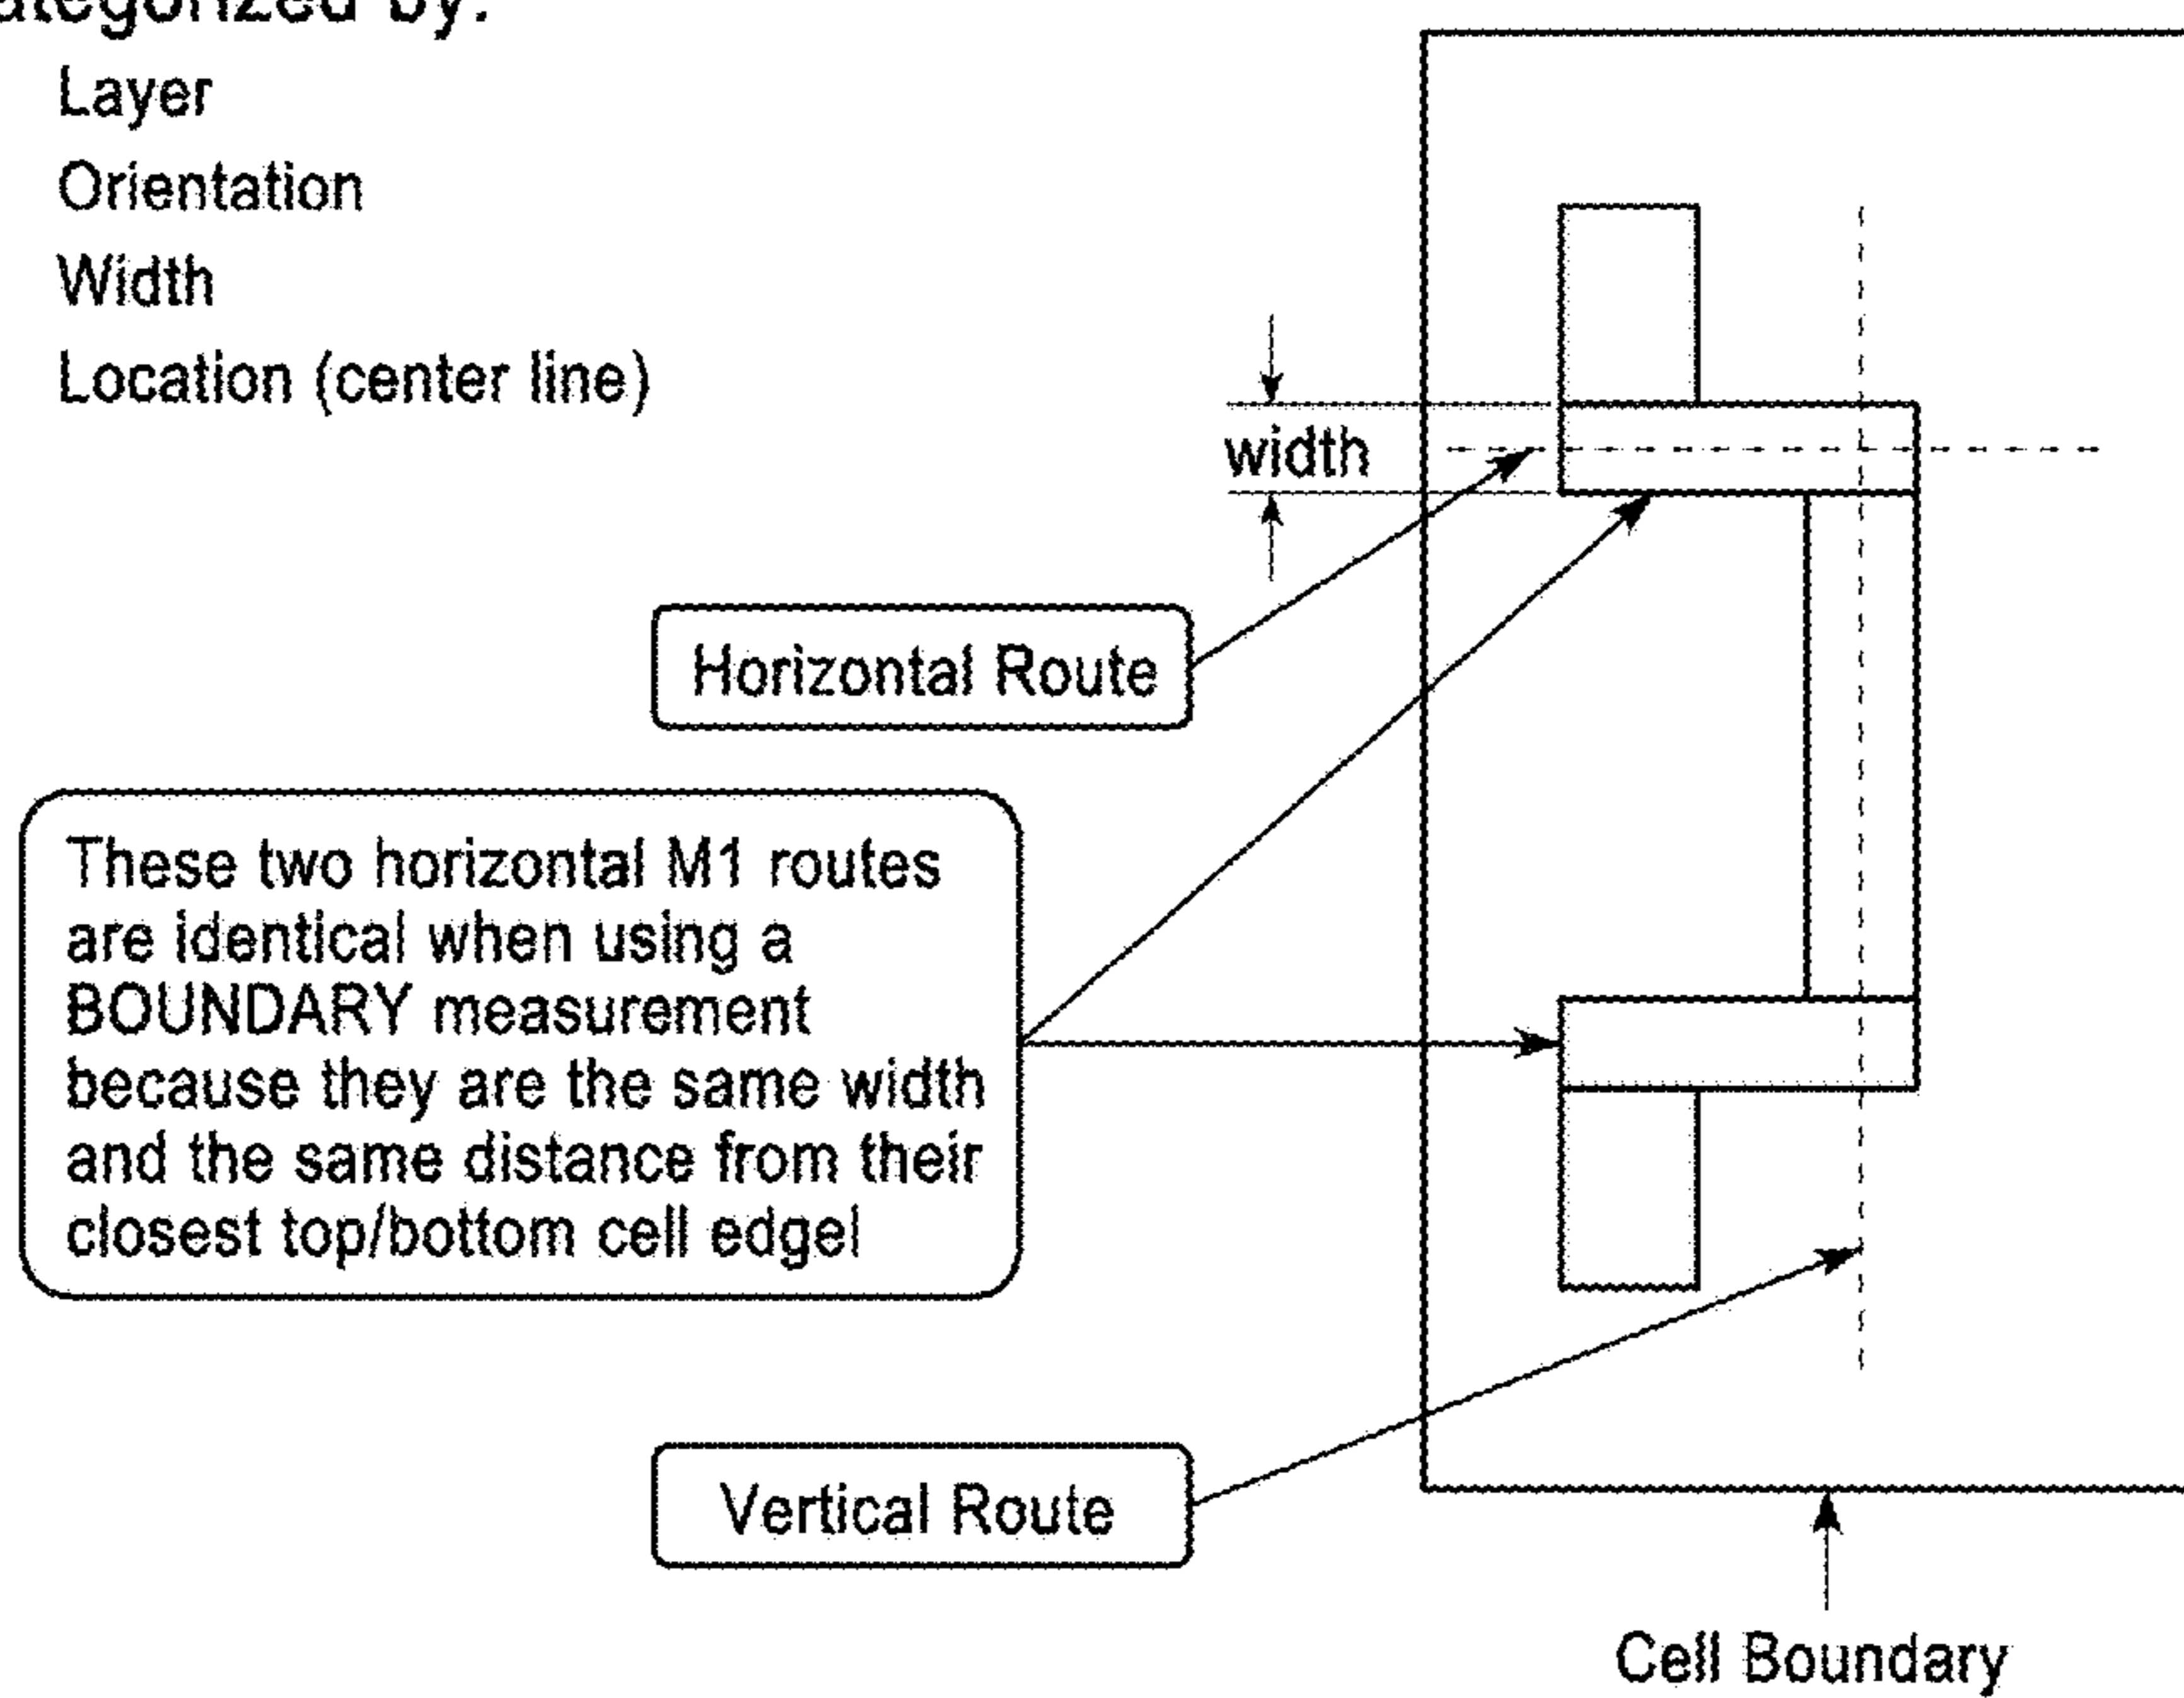 ategorized by:
Layer
Orientation
Width
Location (center line)
width
Horizontal Route
These two horizontal M1 routes
are identical when using a
BOUNDARY measurement
because they are the same width
and the same distance from their
closest top/bottom cell edgel
Vertical Route
Cell Boundary